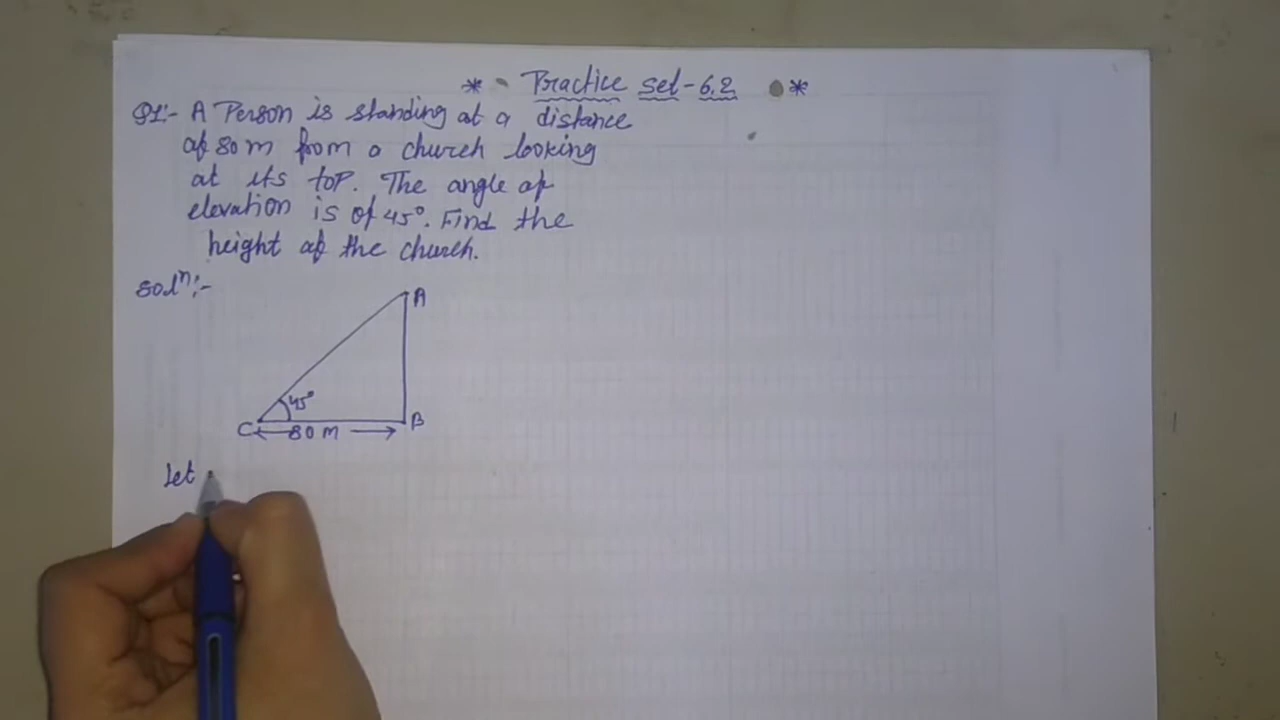 * Practice set-6.2 *
Q1:- A Person is standing at a distance
of 80 m from a church looking
at its top. The angle of
elevation is of 45°. Find the
height of the church.
Solⁿ:-
A
45°
C 80 m B
Let